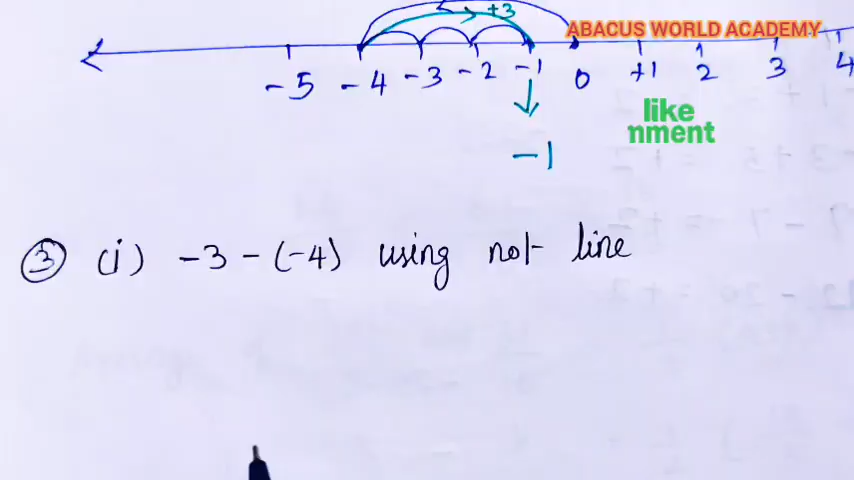 +3
ABACUS WORLD ACADEMY
-5 -4 -3 -2 -1 0 +1 2 3 4
like
nment
-1
(3) (i) -3 - (-4) using not line